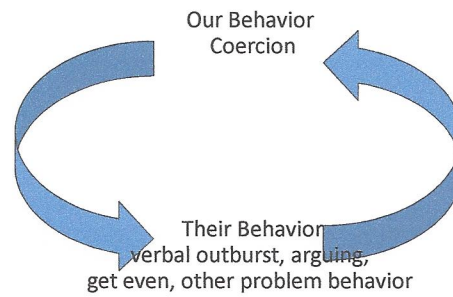 Our Behavior
Coercion
Their Behavior
verbal outburst, arguing,
get even, other problem behavior